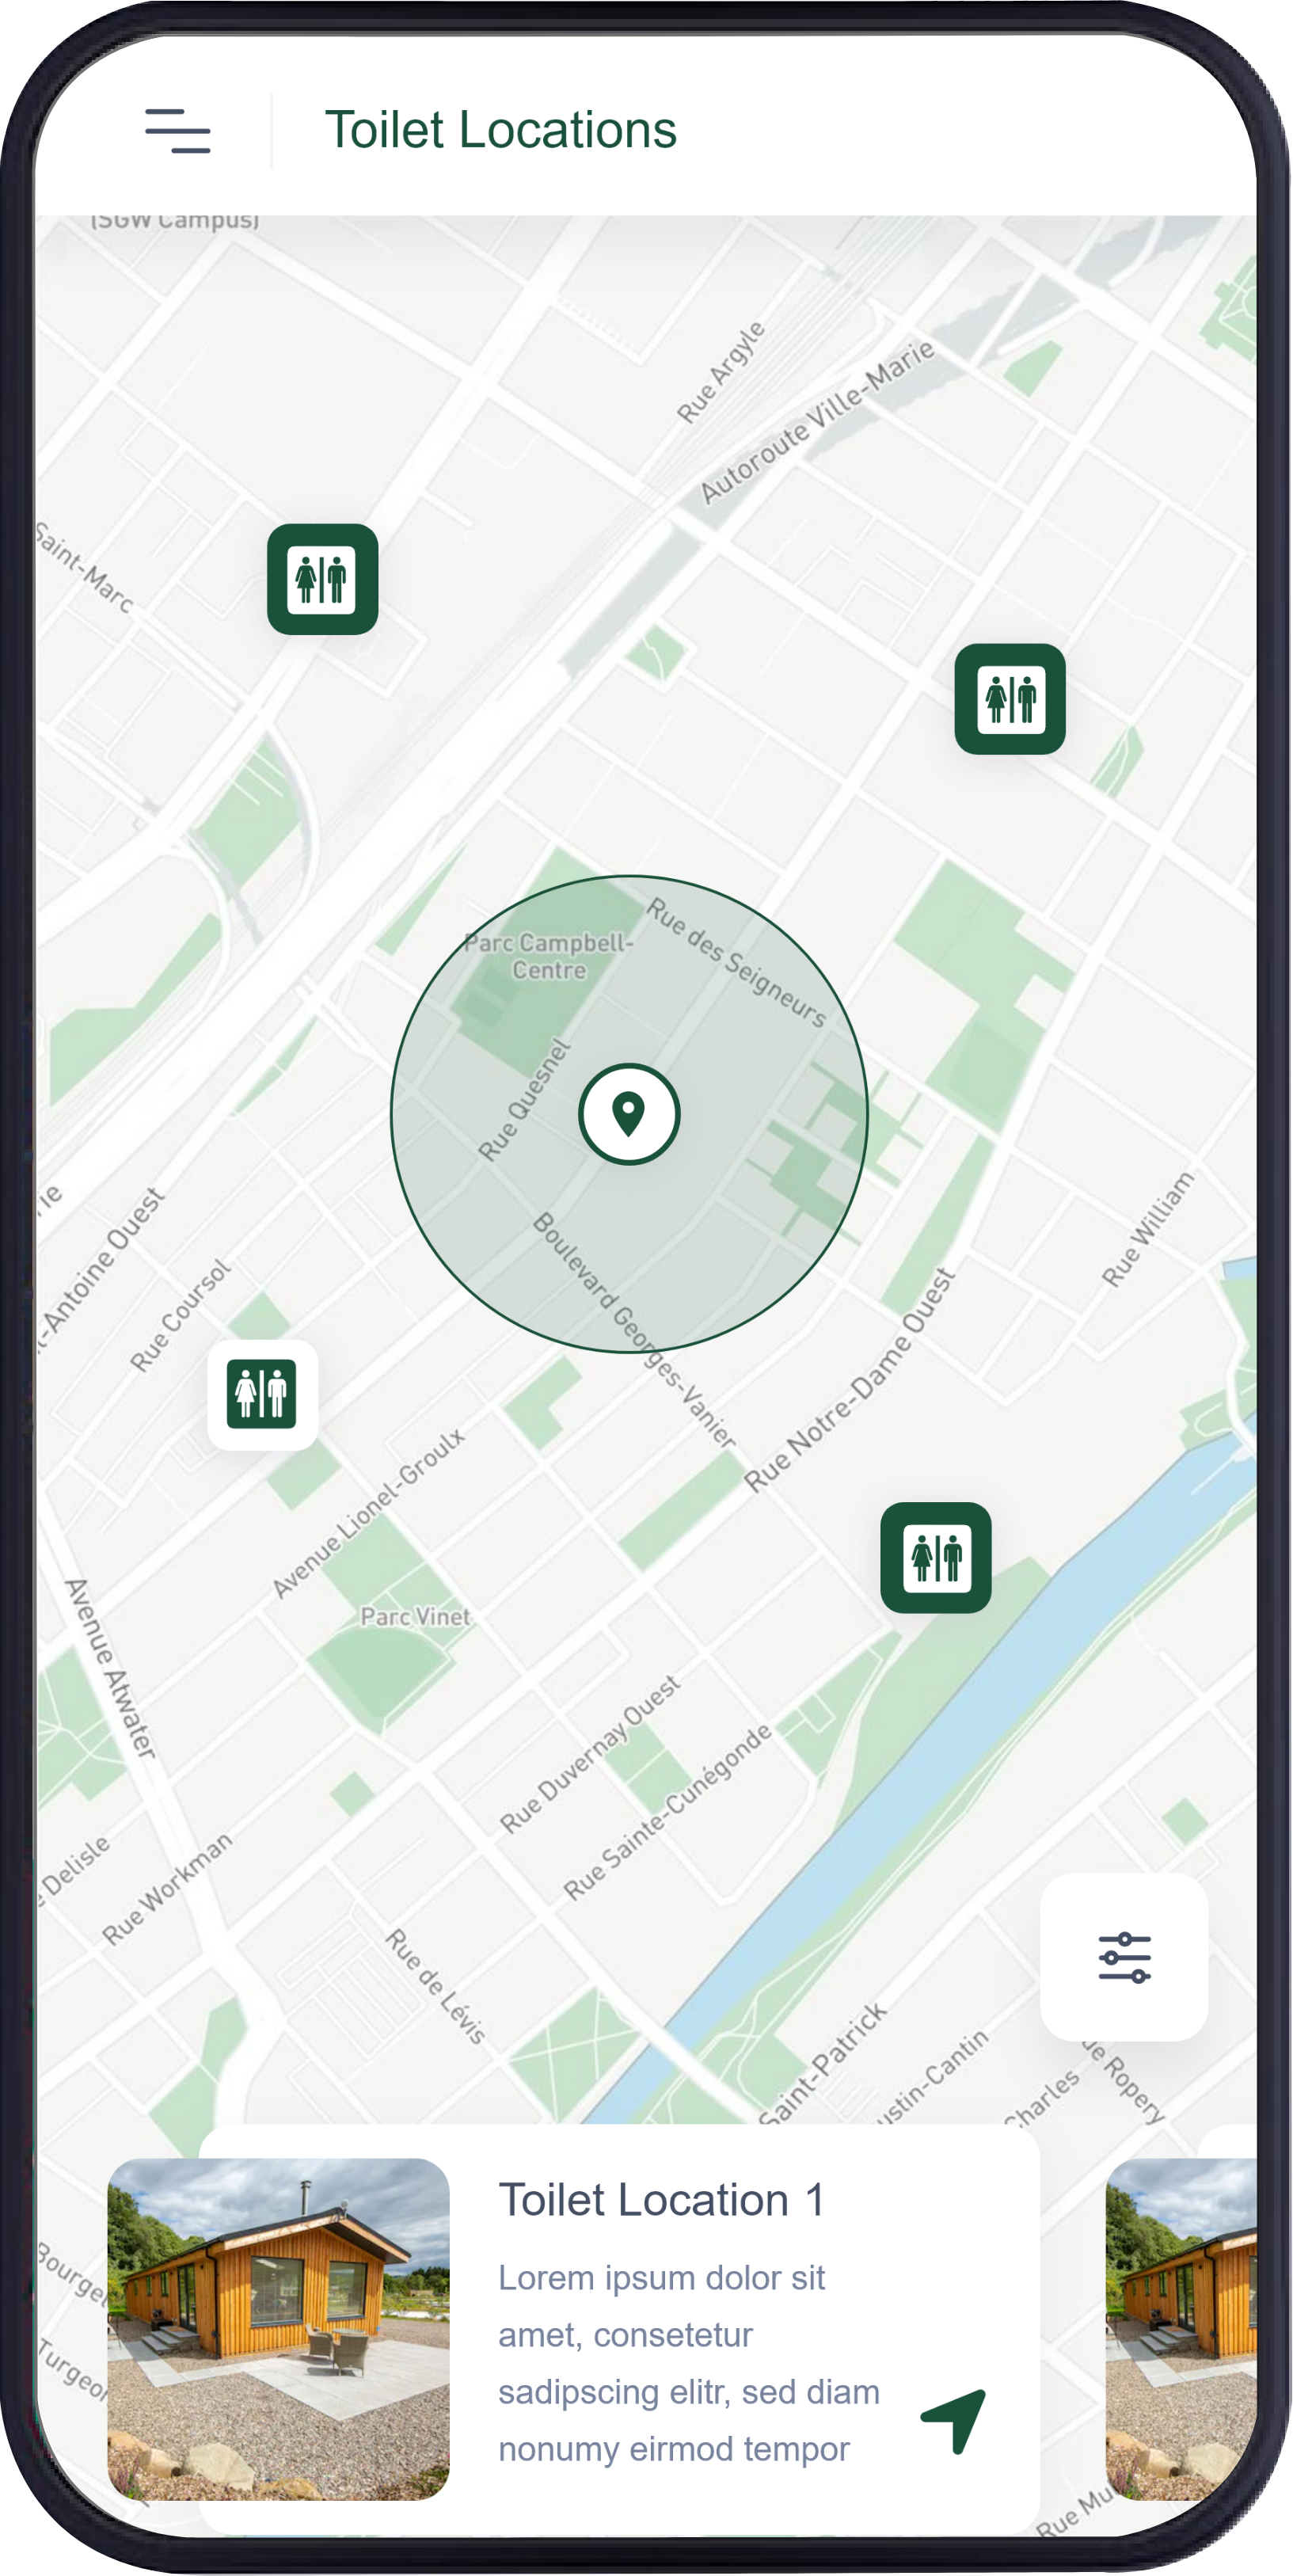 Toilet Locations
(SGW Campus)
Rue Argyle
Autoroute Ville-Marie
Saint-Marc
Parc Campbell-
Centre
Rue des Seigneurs
Rue Quesnel
Rue William
-Antoine Ouest
Rue Coursol
Boulevard Georges-Vanier
Rue Notre-Dame Ouest
Avenue Lionel-Groulx
Parc Vinet
Avenue Atwater
Rue Duvernay Ouest
Rue Sainte-Cunégonde
Delisle
Rue Workman
Rue de Lévis
Saint-Patrick
ustin-Cantin
Charles
ue Ropery
Toilet Location 1
Lorem ipsum dolor sit
amet, consetetur
sadipscing elitr, sed diam
nonumy eirmod tempor
Bourge
Turgeo
Rue Mu